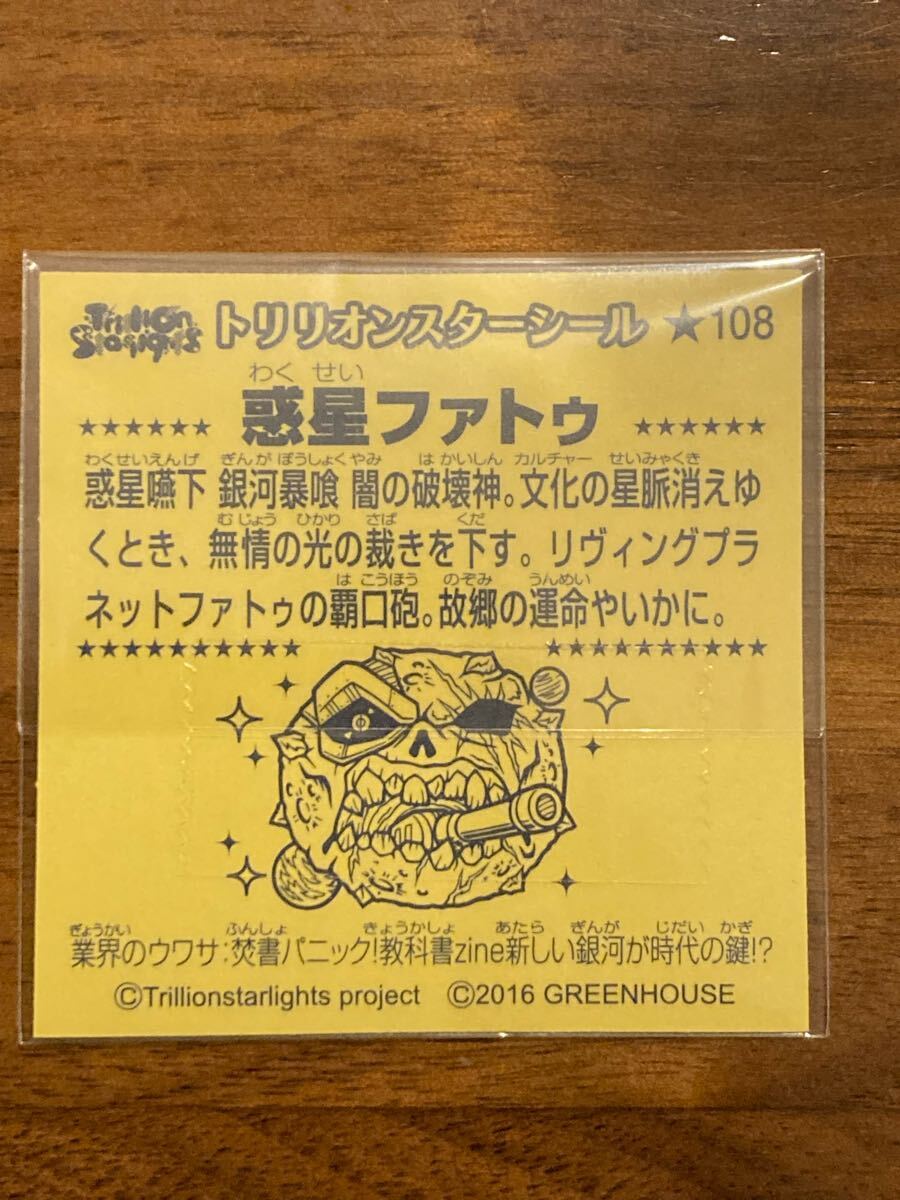 Trillion Starlights トリリオンスターシール ★108
わく せい
惑星ファトゥ
★★★★★★ ★★★★★★
わくせいえんげ ぎんがぼうしょくやみ はかいしん カルチャー せいみゃくき
惑星嚥下 銀河暴喰 闇の破壊神。文化の星脈消えゆ
むじょう ひかり さば くだ
くとき、無情の光の裁きを下す。リヴィングプラ
はこうほう のぞみ うんめい
ネットファトゥの覇口砲。故郷の運命やいかに。
★★★★★★★★★★ ★★★★★★★★★★
ぎょうかい ふんしょ きょうかしょ あたら ぎんが じだい かぎ
業界のウワサ:焚書パニック!教科書zine新しい銀河が時代の鍵!?
©Trillionstarlights project ©2016 GREENHOUSE